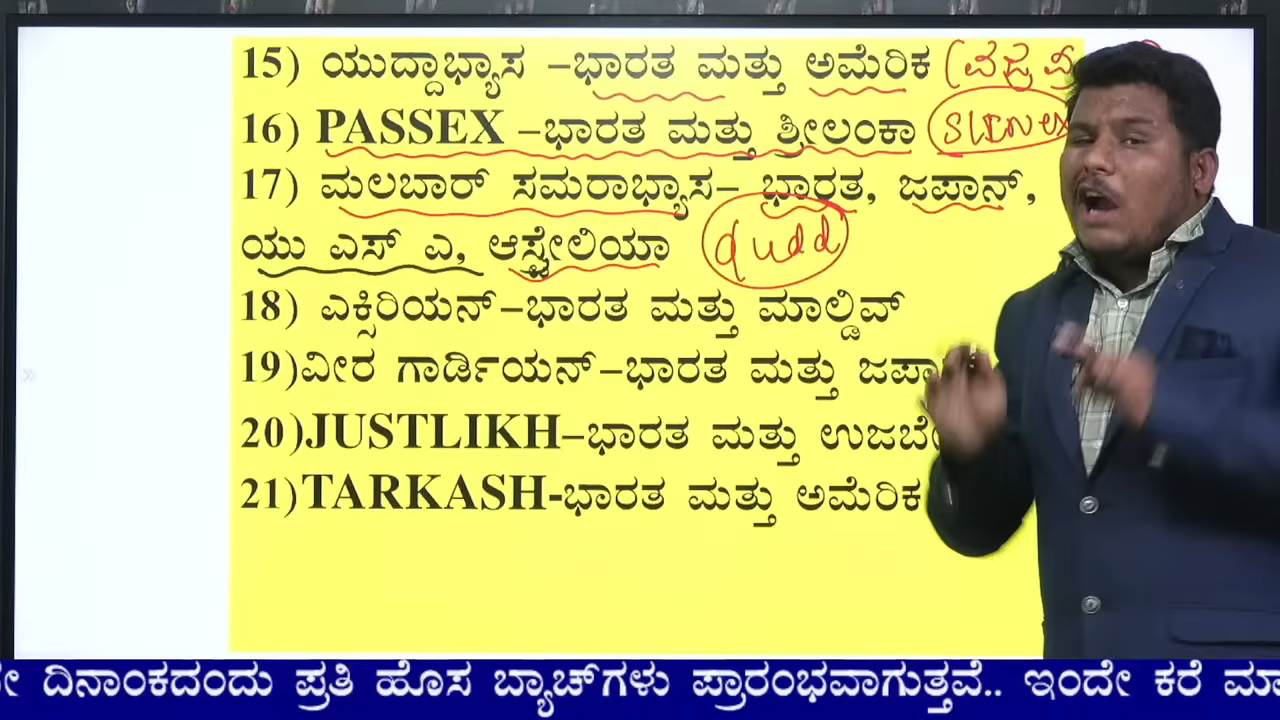 15) ಯುದ್ದಾಭ್ಯಾಸ –ಭಾರತ ಮತ್ತು ಅಮೆರಿಕ (ವಜ್ರ
16) PASSEX –ಭಾರತ ಮತ್ತು ಶ್ರೀಲಂಕಾ
17) ಮಲಬಾರ್ ಸಮರಾಭ್ಯಾಸ– ಭಾರತ, ಜಪಾನ್,
ಯು ಎಸ್ ಎ, ಆಸ್ಟ್ರೇಲಿಯಾ quad
18) ಎಕ್ಸಿರಿಯನ್–ಭಾರತ ಮತ್ತು ಮಾಲ್ಡಿವ್
19)ವೀರ ಗಾರ್ಡಿಯನ್–ಭಾರತ ಮತ್ತು
20)JUSTLIKH–ಭಾರತ ಮತ್ತು
21)TARKASH-ಭಾರತ ಮತ್ತು ಅಮೆರಿಕ
ದಿನಾಂಕದಂದು ಪ್ರತಿ ಹೊಸ ಬ್ಯಾಚ್‌ಗಳು ಪ್ರಾರಂಭವಾಗುತ್ತವೆ.. ಇಂದೇ ಕರೆ